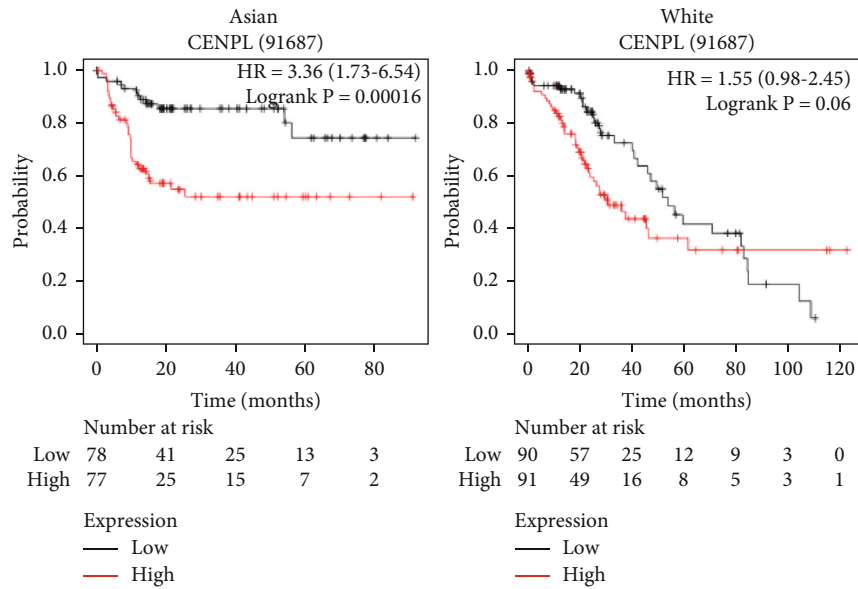 Asian
CENPL (91687)
HR = 3.36 (1.73-6.54)
Logrank P = 0.00016
1.0
0.8
0.6
0.4
0.2
0.0
Probability
0 20 40 60 80
Time (months)
Number at risk
Low 78 41 25 13 3
High 77 25 15 7 2
Expression
Low
High
White
CENPL (91687)
HR = 1.55 (0.98-2.45)
Logrank P = 0.06
1.0
0.8
0.6
0.4
0.2
0.0
Probability
0 20 40 60 80 100 120
Time (months)
Number at risk
Low 90 57 25 12 9 3 0
High 91 49 16 8 5 3 1
Expression
Low
High